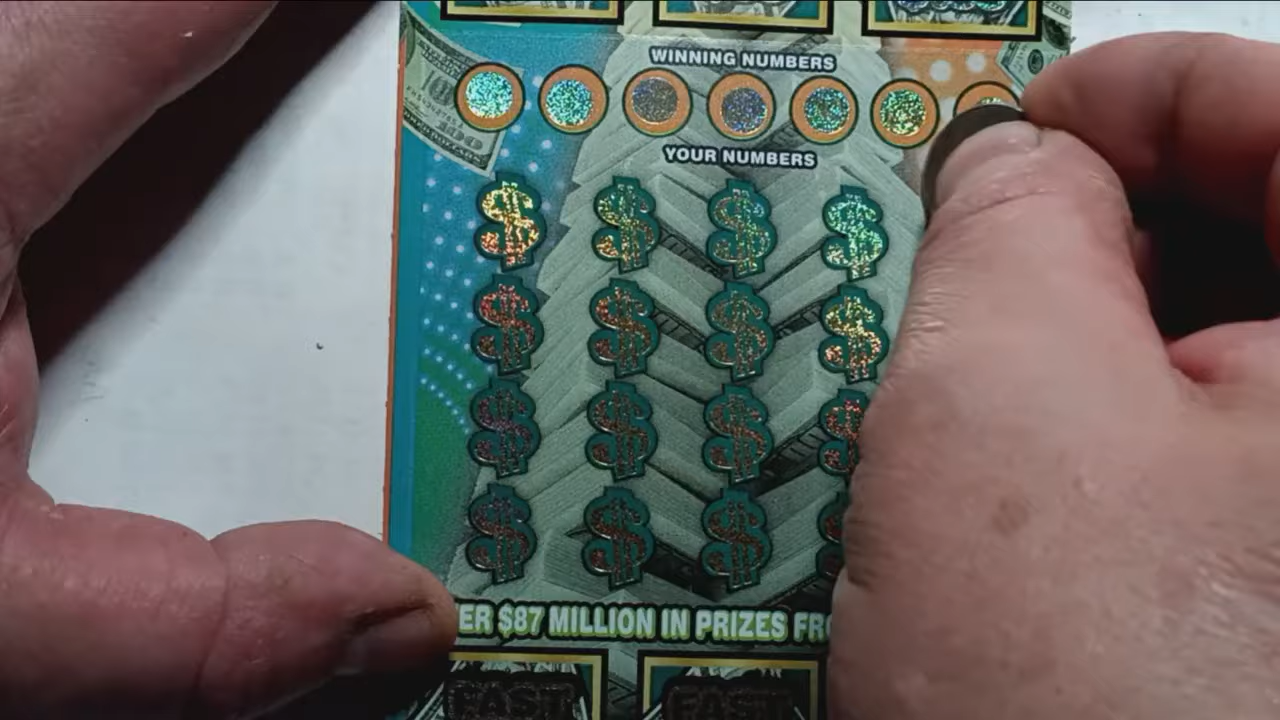 WINNING NUMBERS
YOUR NUMBERS
ER $87 MILLION IN PRIZES FR
FAST FAST